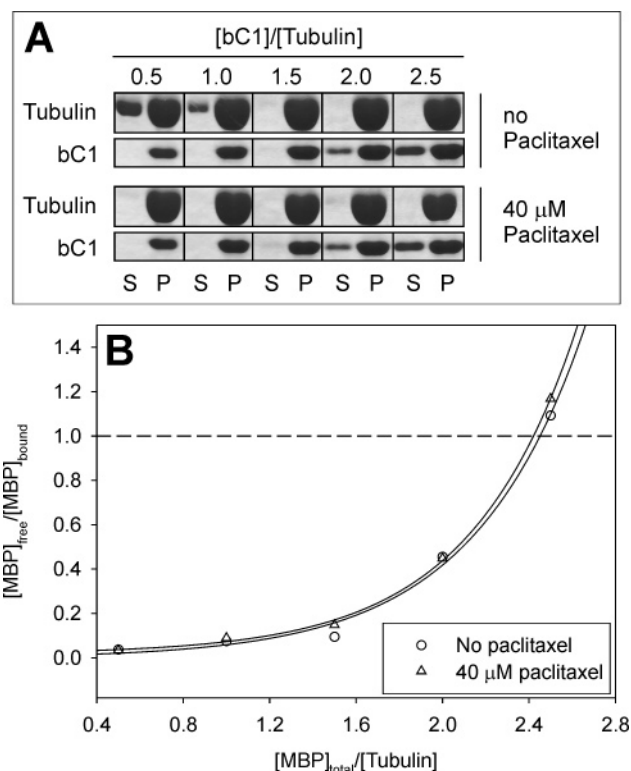 A
[bC1]/[Tubulin]
0.5 1.0 1.5 2.0 2.5
Tubulin
bC1
no
Paclitaxel
Tubulin
bC1
40 μM
Paclitaxel
S P S P S P S P S P
B
1.4
1.2
1.0
0.8
0.6
0.4
0.2
0.0
[MBP]free/[MBP]bound
No paclitaxel
40 μM paclitaxel
0.4 0.8 1.2 1.6 2.0 2.4 2.8
[MBP]total/[Tubulin]